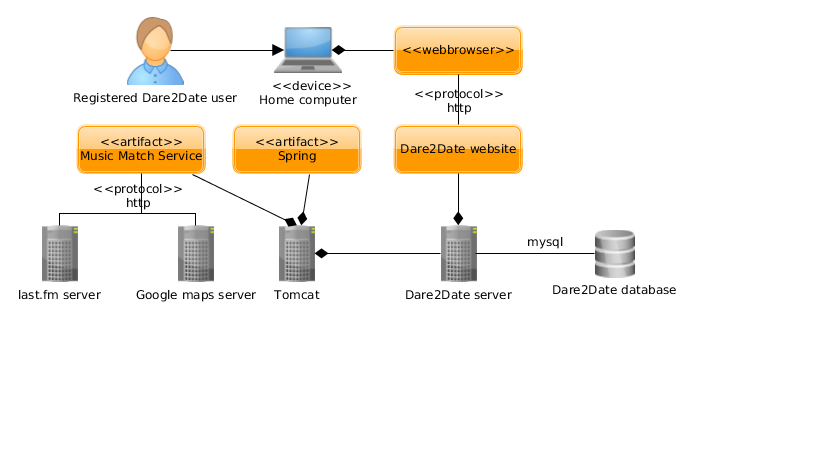 <<webbrowser>>
Registered Dare2Date user
<<device>>
Home computer
<<protocol>>
http
<<artifact>>
Music Match Service
<<artifact>>
Spring
Dare2Date website
<<protocol>>
http
mysql
last.fm server
Google maps server
Tomcat
Dare2Date server
Dare2Date database